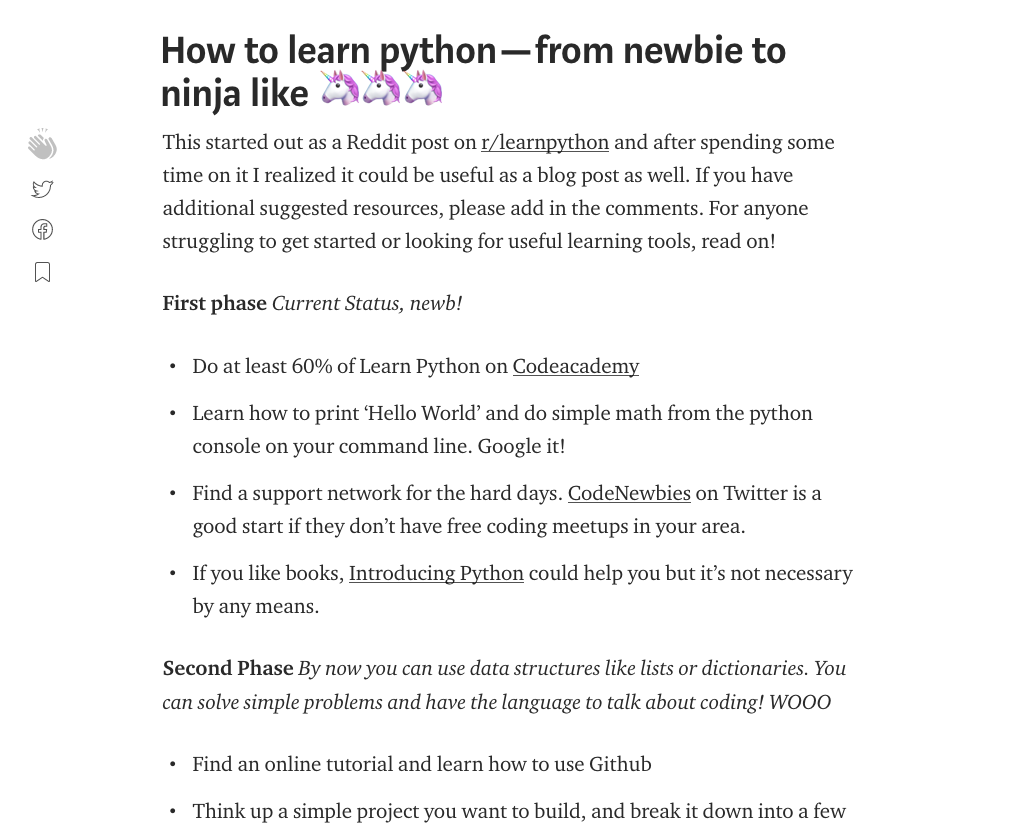 How to learn python — from newbie to
ninja like 🦄🦄🦄
This started out as a Reddit post on r/learnpython and after spending some
time on it I realized it could be useful as a blog post as well. If you have
additional suggested resources, please add in the comments. For anyone
struggling to get started or looking for useful learning tools, read on!
First phase Current Status, newb!
• Do at least 60% of Learn Python on Codeacademy
• Learn how to print ‘Hello World’ and do simple math from the python
console on your command line. Google it!
• Find a support network for the hard days. CodeNewbies on Twitter is a
good start if they don’t have free coding meetups in your area.
• If you like books, Introducing Python could help you but it’s not necessary
by any means.
Second Phase By now you can use data structures like lists or dictionaries. You
can solve simple problems and have the language to talk about coding! WOOO
• Find an online tutorial and learn how to use Github
• Think up a simple project you want to build, and break it down into a few